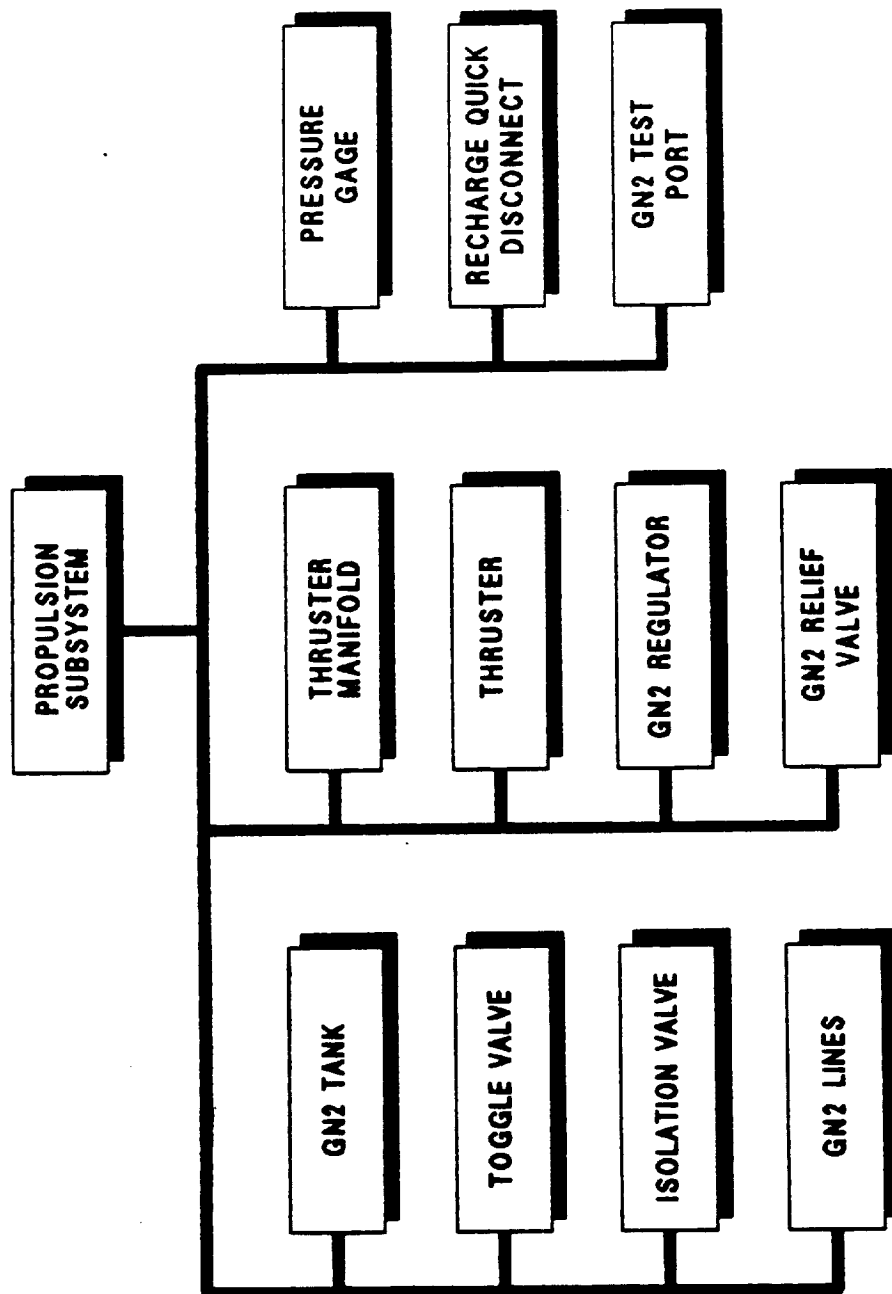 PROPULSION
SUBSYSTEM
GN2 TANK
TOGGLE VALVE
ISOLATION VALVE
GN2 LINES
THRUSTER
MANIFOLD
THRUSTER
GN2 REGULATOR
GN2 RELIEF
VALVE
PRESSURE
GAGE
RECHARGE QUICK
DISCONNECT
GN2 TEST
PORT